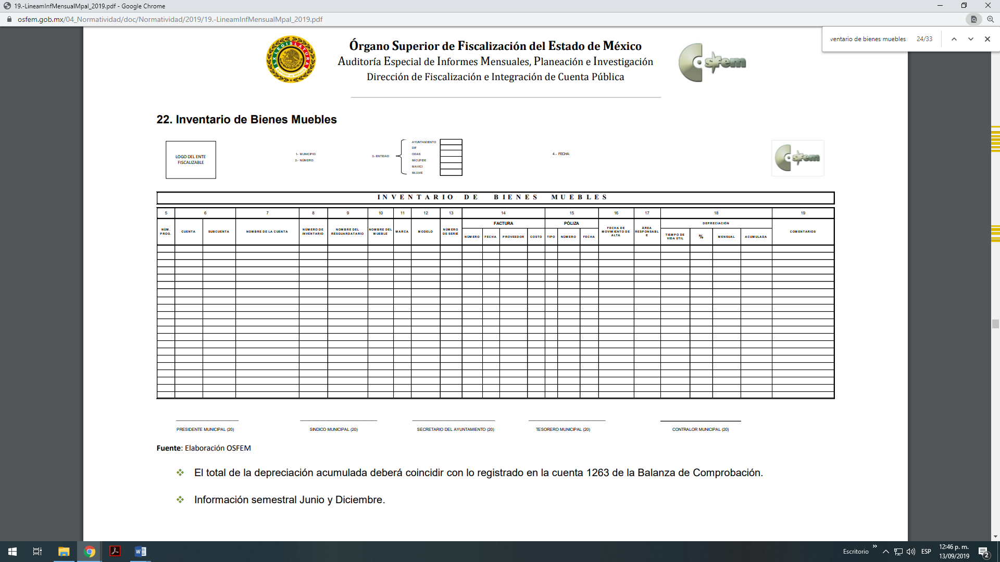 19.-LineamInfMensualMpal_2019.pdf - Google Chrome
osfem.gob.mx/04_Normatividad/doc/Normatividad/2019/19.-LineamInfMensualMpal_2019.pdf
ventario de bienes muebles 24/33
LX LEGISLATURA
ESTADO DE MÉXICO
Órgano Superior de Fiscalización del Estado de México
Auditoría Especial de Informes Mensuales, Planeación e Investigación
Dirección de Fiscalización e Integración de Cuenta Pública
Osfem
22. Inventario de Bienes Muebles
LOGO DEL ENTE
FISCALIZABLE
1.- MUNICIPIO:
2.- NÚMERO:
3.- ENTIDAD
AYUNTAMIENTO
DIF
ODAS
IMCUFIDE
MAVICI
IMJUVE
4.- FECHA:
Osfem
INVENTARIO DE BIENES MUEBLES
5 6 7 8 9 10 11 12 13 14 15 16 17 18 19
NÚM. PROG.
CUENTA
SUBCUENTA
NOMBRE DE LA CUENTA
NÚMERO DE INVENTARIO
NOMBRE DEL RESGUARDATARIO
NOMBRE DEL MUEBLE
MARCA
MODELO
NÚMERO DE SERIE
FACTURA
NÚMERO FECHA PROVEEDOR COSTO
PÓLIZA
TIPO NÚMERO FECHA
FECHA DE MOVIMIENTO DE ALTA
ÁREA RESPONSABLE
DEPRECIACIÓN
TIEMPO DE VIDA ÚTIL % MENSUAL ACUMULADA
COMENTARIOS
PRESIDENTE MUNICIPAL (20) SINDICO MUNICIPAL (20) SECRETARIO DEL AYUNTAMIENTO (20) TESORERO MUNICIPAL (20) CONTRALOR MUNICIPAL (20)
Fuente: Elaboración OSFEM
El total de la depreciación acumulada deberá coincidir con lo registrado en la cuenta 1263 de la Balanza de Comprobación.
Información semestral Junio y Diciembre.
Escritorio » ESP 12:46 p. m.
13/09/2019
2